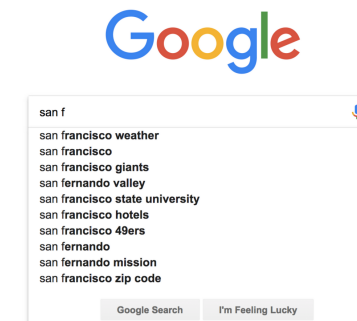 Google
san f
san francisco weather
san francisco
san francisco giants
san fernando valley
san francisco state university
san francisco hotels
san francisco 49ers
san fernando
san fernando mission
san francisco zip code
Google Search I'm Feeling Lucky